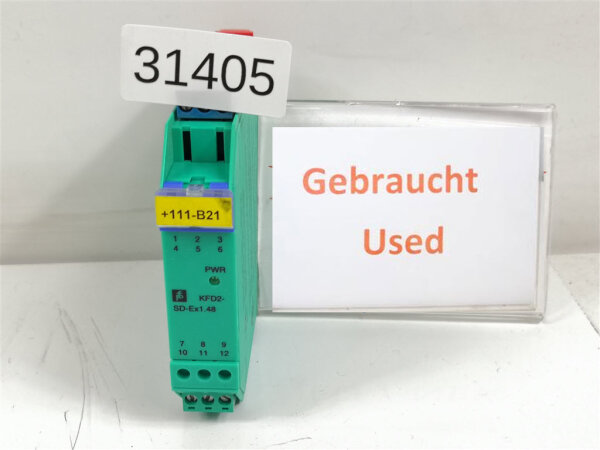 31405
Gebraucht
Used
+111-B21
1 2 3
4 5 6
PWR
KFD2-
SD-Ex1.48
7 8 9
10 11 12